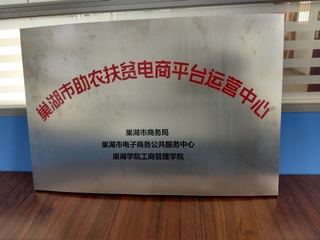 巢湖市助农扶贫电商平台运营中心
巢湖市商务局
巢湖市电子商务公共服务中心
巢湖学院工商管理学院